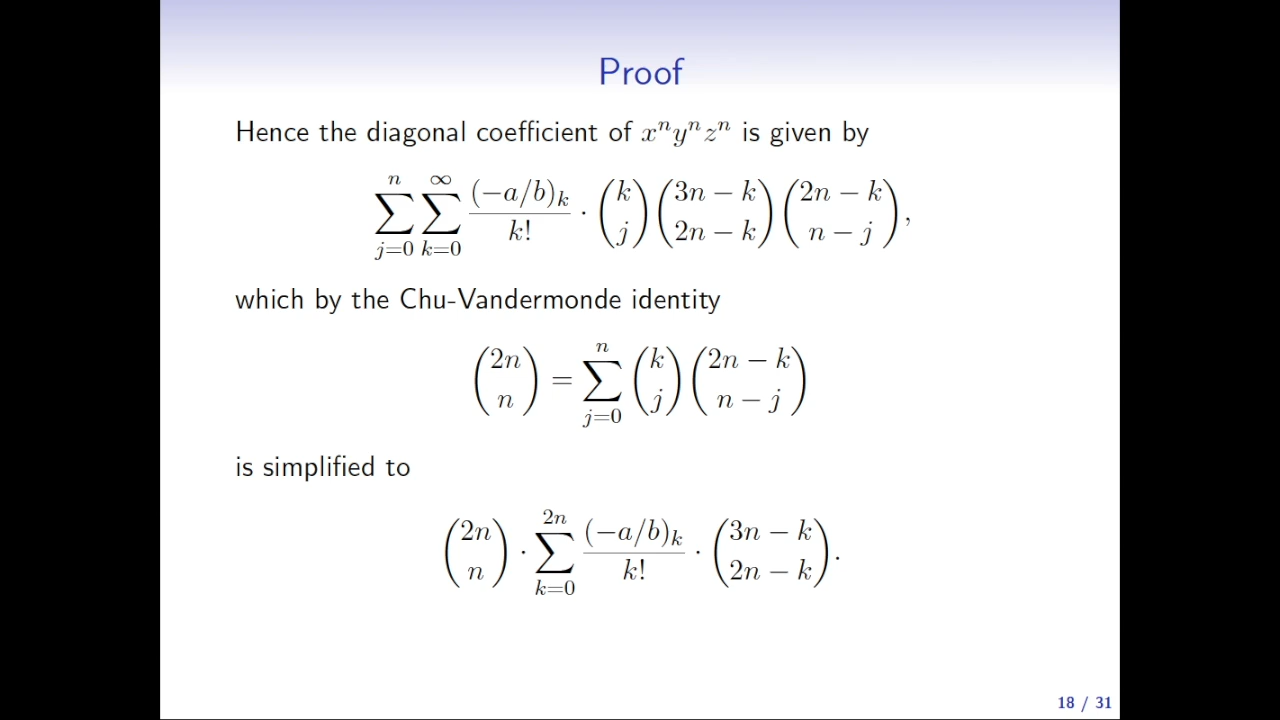 Proof
Hence the diagonal coefficient of $x^n y^n z^n$ is given by
$$\sum_{j=0}^{n} \sum_{k=0}^{\infty} \frac{(-a/b)_k}{k!} \cdot \binom{k}{j} \binom{3n-k}{2n-k} \binom{2n-k}{n-j},$$
which by the Chu-Vandermonde identity
$$\binom{2n}{n} = \sum_{j=0}^{n} \binom{k}{j} \binom{2n-k}{n-j}$$
is simplified to
$$\binom{2n}{n} \cdot \sum_{k=0}^{2n} \frac{(-a/b)_k}{k!} \cdot \binom{3n-k}{2n-k}.$$
18 / 31